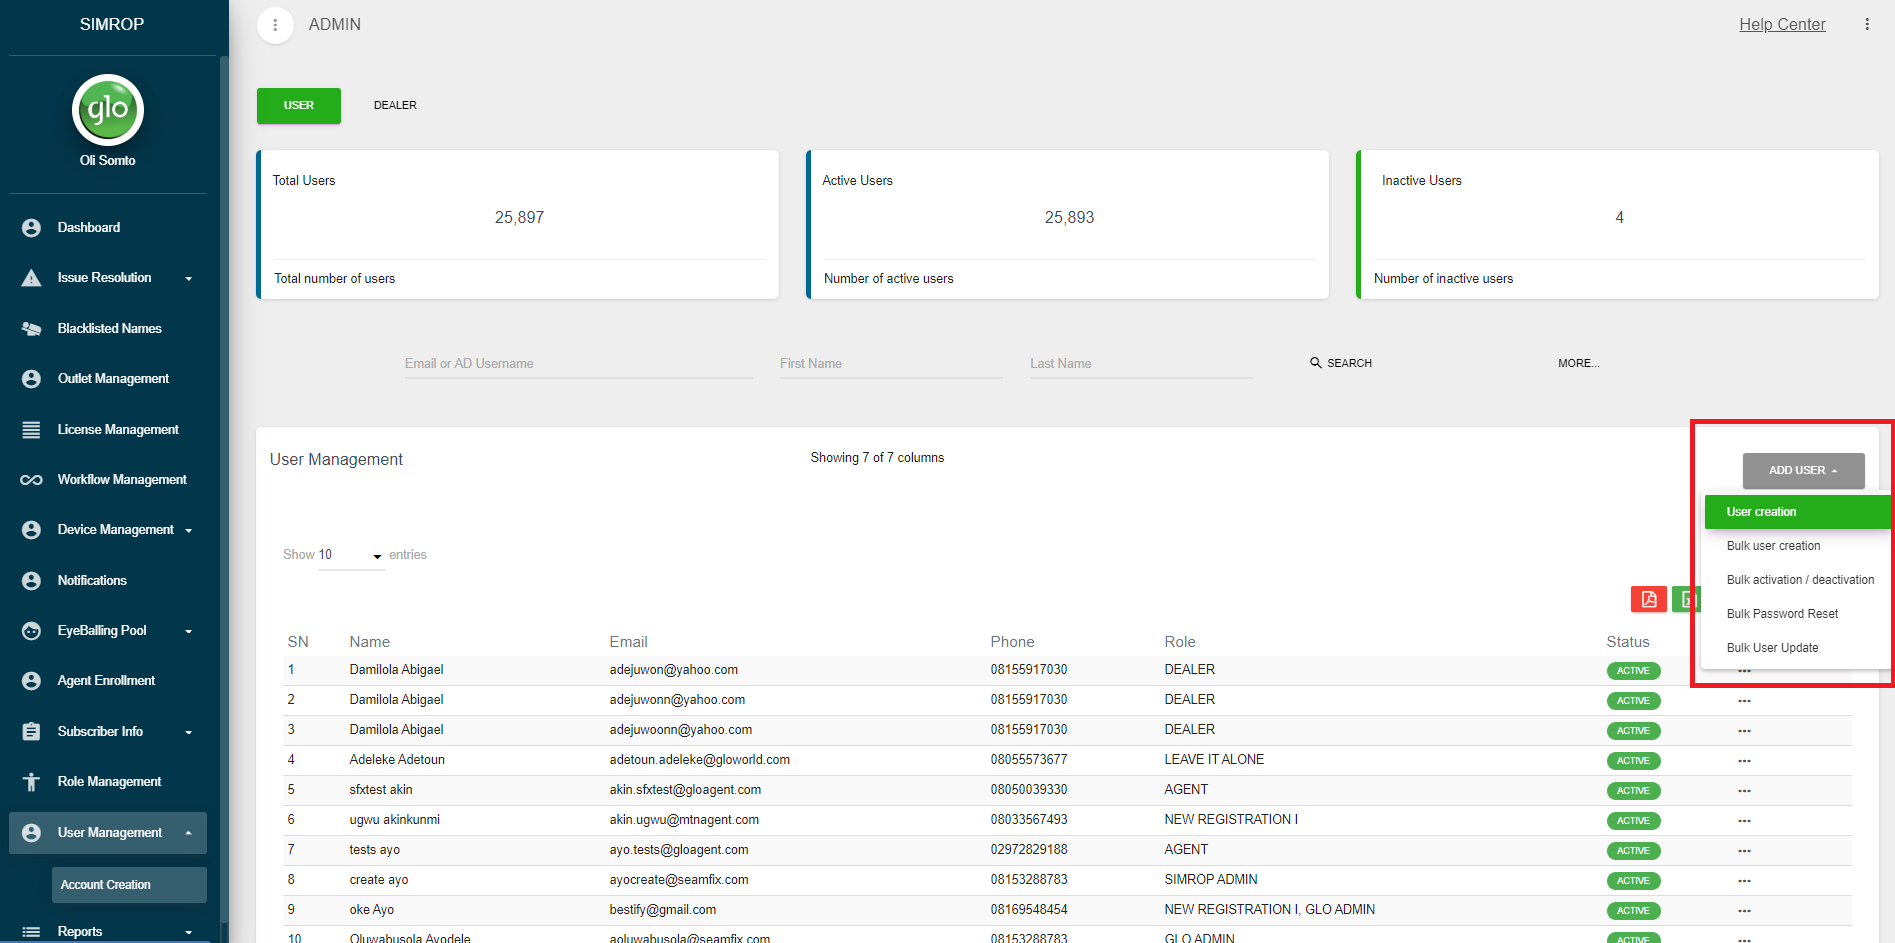 SIMROP
glo
Oli Somto
Dashboard
Issue Resolution
Blacklisted Names
Outlet Management
License Management
Workflow Management
Device Management
Notifications
EyeBalling Pool
Agent Enrollment
Subscriber Info
Role Management
User Management
Account Creation
Reports
ADMIN
Help Center
USER DEALER
Total Users
25,897
Total number of users
Active Users
25,893
Number of active users
Inactive Users
4
Number of inactive users
Email or AD Username First Name Last Name SEARCH MORE...
User Management
Showing 7 of 7 columns
ADD USER
User creation
Bulk user creation
Bulk activation / deactivation
Bulk Password Reset
Bulk User Update
Show 10 entries
SN Name Email Phone Role Status
1 Damilola Abigael adejuwon@yahoo.com 08155917030 DEALER ACTIVE
2 Damilola Abigael adejuwonn@yahoo.com 08155917030 DEALER ACTIVE
3 Damilola Abigael adejuwoonn@yahoo.com 08155917030 DEALER ACTIVE
4 Adeleke Adetoun adetoun.adeleke@gloworld.com 08055573677 LEAVE IT ALONE ACTIVE
5 sfxtest akin akin.sfxtest@gloagent.com 08050039330 AGENT ACTIVE
6 ugwu akinkunmi akin.ugwu@mtnagent.com 08033567493 NEW REGISTRATION I ACTIVE
7 tests ayo ayo.tests@gloagent.com 02972829188 AGENT ACTIVE
8 create ayo ayocreate@seamfix.com 08153288783 SIMROP ADMIN ACTIVE
9 oke Ayo bestify@gmail.com 08169548454 NEW REGISTRATION I, GLO ADMIN ACTIVE
10 Oluwabusola Ayodele aoluwabusola@seamfix.com 08153288783 GLO ADMIN ACTIVE